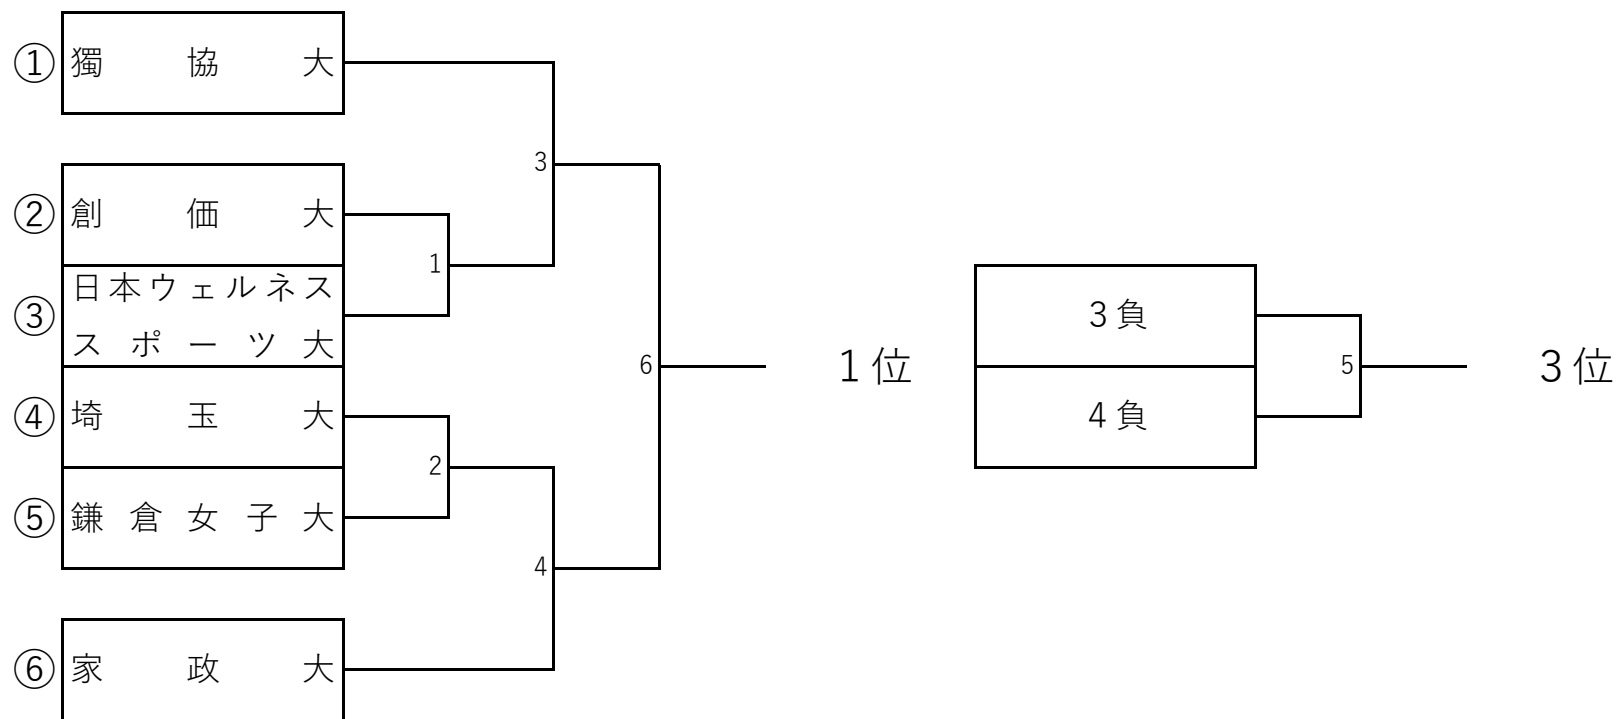 ① 獨協大
3
② 創価大
1
③ 日本ウェルネス
スポーツ大
④ 埼玉大
2
⑤ 鎌倉女子大
4
⑥ 家政大
6
1位
3負
4負
5
3位